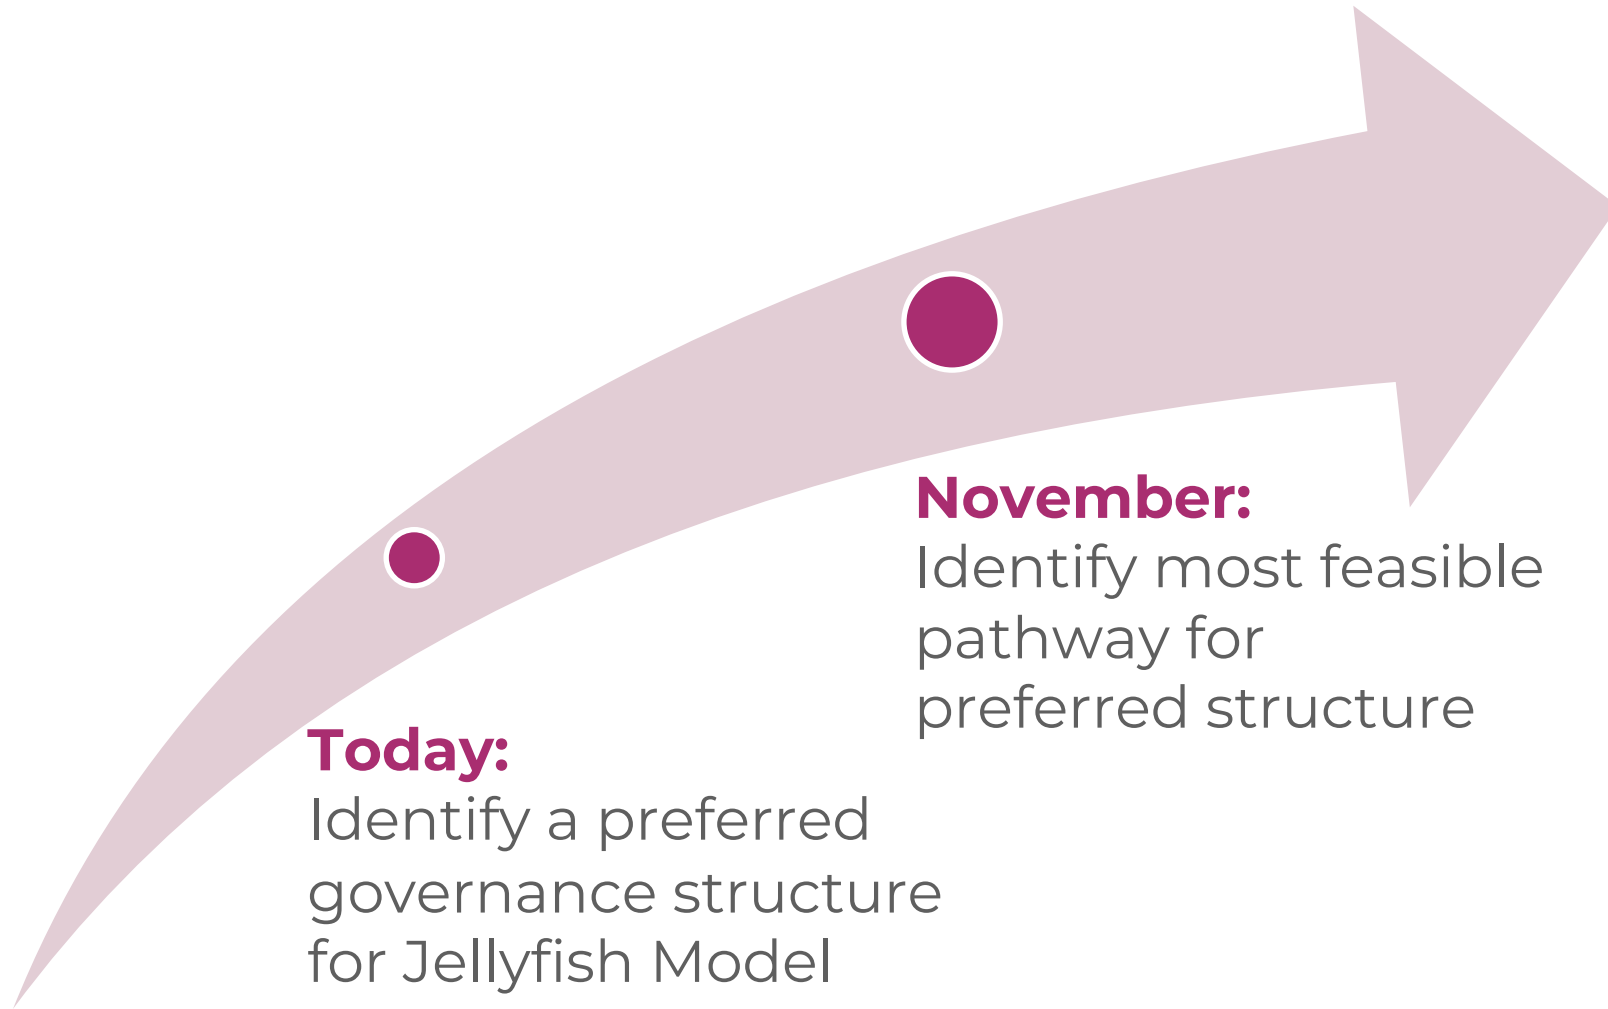 Today:
Identify a preferred
governance structure
for Jellyfish Model
November:
Identify most feasible
pathway for
preferred structure